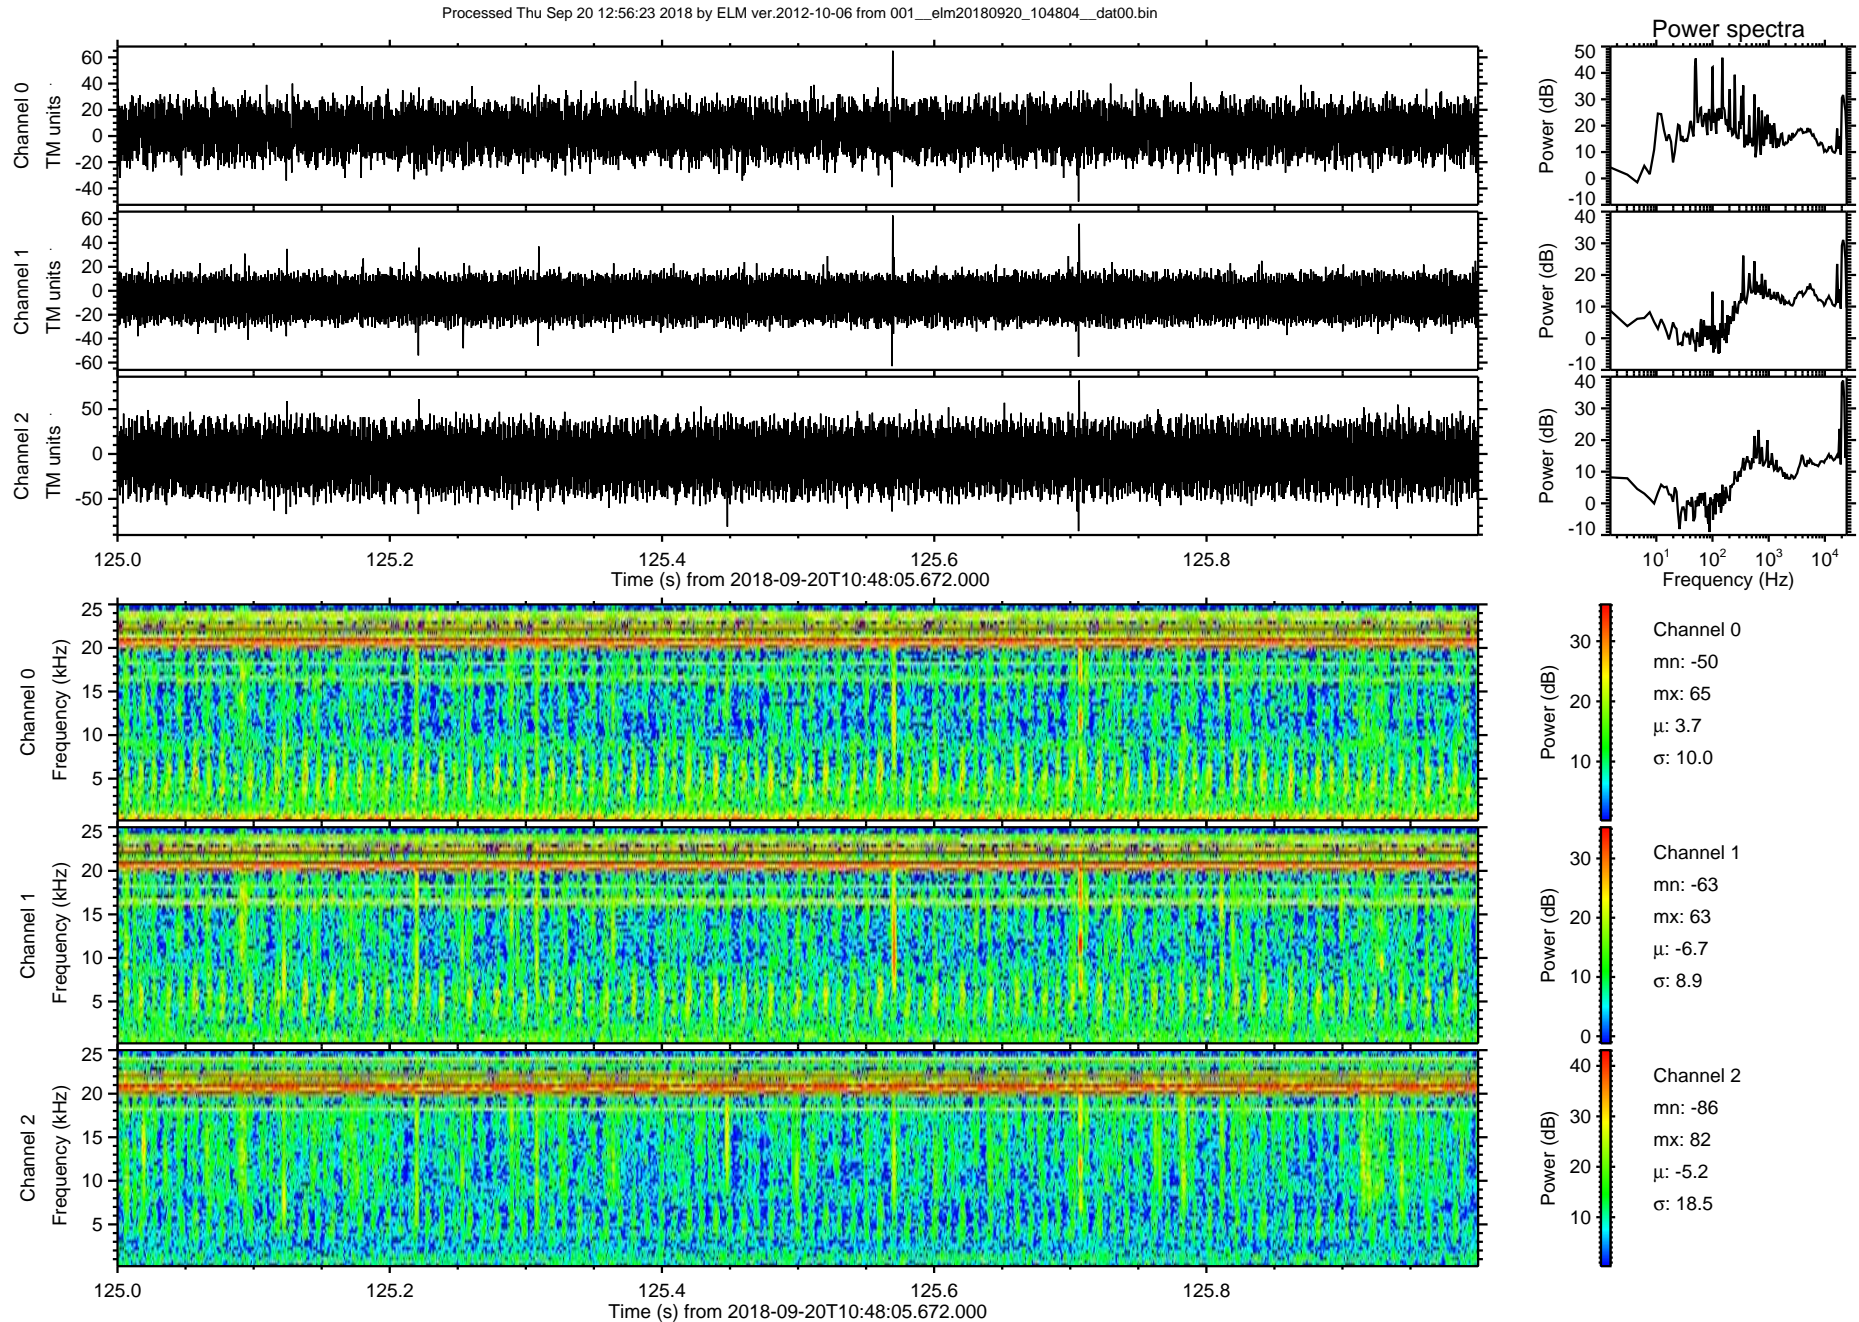 Processed Thu Sep 20 12:56:23 2018 by ELM ver.2012-10-06 from 001__elm20180920_104804__dat00.bin
Power spectra
Channel 0
TM units
60
40
20
0
-20
-40
Power (dB)
50
40
30
20
10
0
-10
Channel 1
TM units
60
40
20
0
-20
-40
-60
Power (dB)
40
30
20
10
0
-10
Channel 2
TM units
50
0
-50
Power (dB)
40
30
20
10
0
-10
125.0 125.2 125.4 125.6 125.8
Time (s) from 2018-09-20T10:48:05.672.000
10¹ 10² 10³ 10⁴
Frequency (Hz)
Channel 0
Frequency (kHz)
25
20
15
10
5
Power (dB)
30
20
10
Channel 0
mn: -50
mx: 65
μ: 3.7
σ: 10.0
Channel 1
Frequency (kHz)
25
20
15
10
5
Power (dB)
30
20
10
0
Channel 1
mn: -63
mx: 63
μ: -6.7
σ: 8.9
Channel 2
Frequency (kHz)
25
20
15
10
5
Power (dB)
40
30
20
10
Channel 2
mn: -86
mx: 82
μ: -5.2
σ: 18.5
125.0 125.2 125.4 125.6 125.8
Time (s) from 2018-09-20T10:48:05.672.000